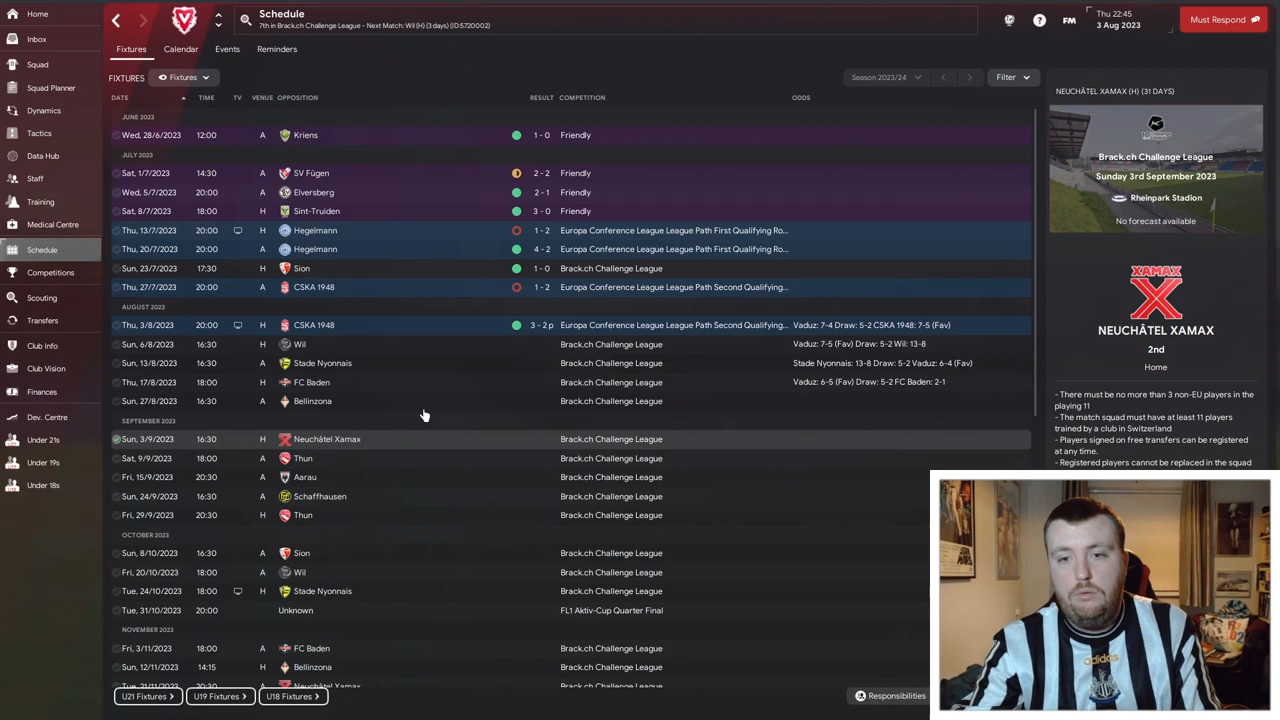 Home
Inbox
Squad
Squad Planner
Dynamics
Tactics
Data Hub
Staff
Training
Medical Centre
Schedule
Competitions
Scouting
Transfers
Club Info
Club Vision
Finances
Dev. Centre
Under 21s
Under 19s
Under 18s
Schedule
7th in Brack.ch Challenge League - Next Match: Wil (H) (3 days) (ID:5720002)
FM
Thu 22:45
3 Aug 2023
Must Respond
Fixtures Calendar Events Reminders
FIXTURES Fixtures Season 2023/24 Filter
DATE TIME TV VENUE OPPOSITION RESULT COMPETITION ODDS
JUNE 2023
Wed, 28/6/2023 12:00 A Kriens 1 - 0 Friendly
JULY 2023
Sat, 1/7/2023 14:30 A SV Fügen 2 - 2 Friendly
Wed, 5/7/2023 20:00 A Elversberg 2 - 1 Friendly
Sat, 8/7/2023 18:00 H Sint-Truiden 3 - 0 Friendly
Thu, 13/7/2023 20:00 H Hegelmann 1 - 2 Europa Conference League League Path First Qualifying Ro...
Thu, 20/7/2023 20:00 A Hegelmann 4 - 2 Europa Conference League League Path First Qualifying Ro...
Sun, 23/7/2023 17:30 H Sion 1 - 0 Brack.ch Challenge League
Thu, 27/7/2023 20:00 A CSKA 1948 1 - 2 Europa Conference League League Path Second Qualifying...
AUGUST 2023
Thu, 3/8/2023 20:00 H CSKA 1948 3 - 2 p Europa Conference League League Path Second Qualifying... Vaduz: 7-4 Draw: 5-2 CSKA 1948: 7-5 (Fav)
Sun, 6/8/2023 16:30 H Wil Brack.ch Challenge League Vaduz: 7-5 (Fav) Draw: 5-2 Wil: 13-8
Sun, 13/8/2023 16:30 A Stade Nyonnais Brack.ch Challenge League Stade Nyonnais: 13-8 Draw: 5-2 Vaduz: 6-4 (Fav)
Thu, 17/8/2023 18:00 H FC Baden Brack.ch Challenge League Vaduz: 6-5 (Fav) Draw: 5-2 FC Baden: 2-1
Sun, 27/8/2023 16:30 A Bellinzona Brack.ch Challenge League
SEPTEMBER 2023
Sun, 3/9/2023 16:30 H Neuchâtel Xamax Brack.ch Challenge League
Sat, 9/9/2023 18:00 A Thun Brack.ch Challenge League
Fri, 15/9/2023 20:30 A Aarau Brack.ch Challenge League
Sun, 24/9/2023 16:30 A Schaffhausen Brack.ch Challenge League
Fri, 29/9/2023 20:30 H Thun Brack.ch Challenge League
OCTOBER 2023
Sun, 8/10/2023 16:30 A Sion Brack.ch Challenge League
Fri, 20/10/2023 18:00 A Wil Brack.ch Challenge League
Tue, 24/10/2023 18:00 H Stade Nyonnais Brack.ch Challenge League
Tue, 31/10/2023 20:00 Unknown FL1 Aktiv-Cup Quarter Final
NOVEMBER 2023
Fri, 3/11/2023 18:00 A FC Baden Brack.ch Challenge League
Sun, 12/11/2023 14:15 H Bellinzona Brack.ch Challenge League
U21 Fixtures U19 Fixtures U18 Fixtures
Responsibilities
NEUCHÂTEL XAMAX (H) (31 DAYS)
Brack.ch Challenge League
Sunday 3rd September 2023
Rheinpark Stadion
No forecast available
XAMAX
NEUCHÂTEL XAMAX
2nd
Home
- There must be no more than 3 non-EU players in the
playing 11
- The match squad must have at least 11 players
trained by a club in Switzerland
- Players signed on free transfers can be registered
at any time.
- Registered players cannot be replaced in the squad
adidas